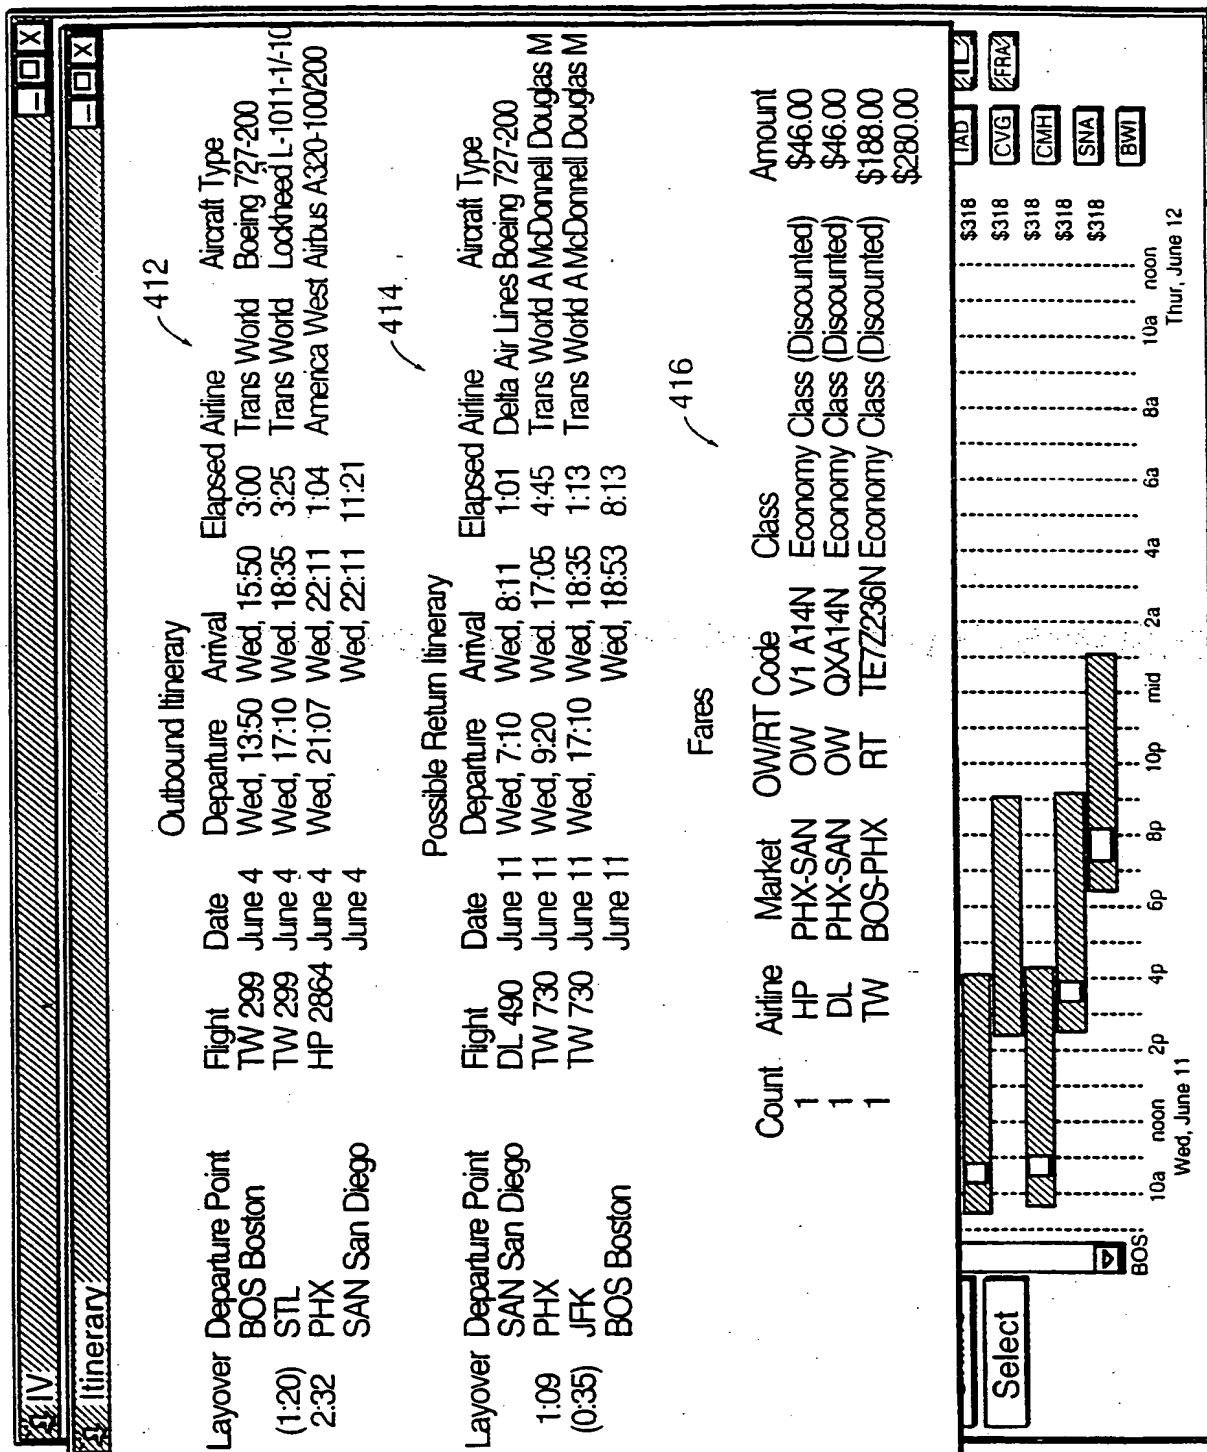 IV
Itinerary
412
Outbound Itinerary
Layover Departure Point Flight Date Departure Arrival Elapsed Airline Aircraft Type
BOS Boston TW 299 June 4 Wed, 13:50 Wed, 15:50 3:00 Trans World Boeing 727-200
(1:20) STL TW 299 June 4 Wed, 17:10 Wed. 18:35 3:25 Trans World Lockheed L-1011-1/-10
2:32 PHX HP 2864 June 4 Wed, 21:07 Wed, 22:11 1:04 America West Airbus A320-100/200
SAN San Diego June 4 Wed, 22:11 11:21
414
Possible Return Itinerary
Layover Departure Point Flight Date Departure Arrival Elapsed Airline Aircraft Type
SAN San Diego DL 490 June 11 Wed, 7:10 Wed, 8:11 1:01 Delta Air Lines Boeing 727-200
1:09 PHX TW 730 June 11 Wed, 9:20 Wed. 17:05 4:45 Trans World A McDonnell Douglas M
(0:35) JFK TW 730 June 11 Wed, 17:10 Wed, 18:35 1:13 Trans World A McDonnell Douglas M
BOS Boston June 11 Wed, 18:53 8:13
416
Fares
Count Airline Market OW/RT Code Class Amount
1 HP PHX-SAN OW V1 A14N Economy Class (Discounted) $46.00
1 DL PHX-SAN OW QXA14N Economy Class (Discounted) $46.00
1 TW BOS-PHX RT TE7Z236N Economy Class (Discounted) $188.00
$280.00
$318 IAD
$318 CVG FRA
$318 CMH
$318 SNA
$318 BWI
Select
BOS
10a noon 2p 4p 6p 8p 10p mid 2a 4a 6a 8a 10a noon
Wed, June 11 Thur, June 12